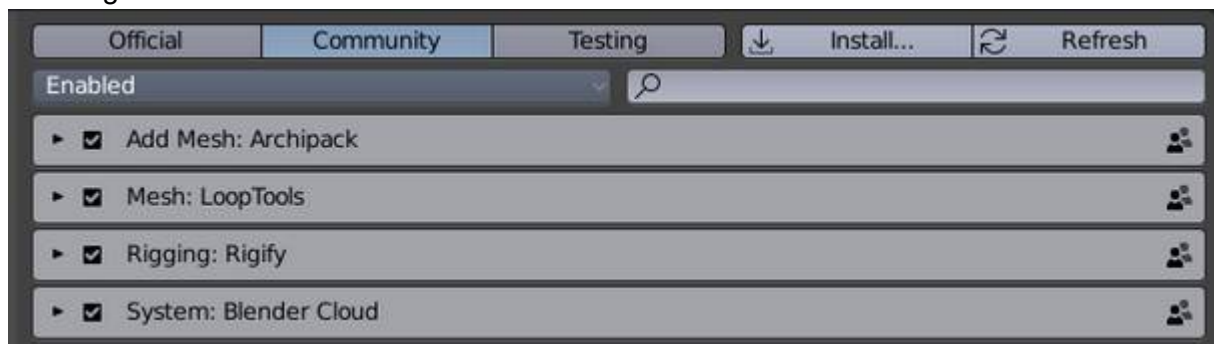 Official Community Testing Install... Refresh
Enabled
Add Mesh: Archipack
Mesh: LoopTools
Rigging: Rigify
System: Blender Cloud